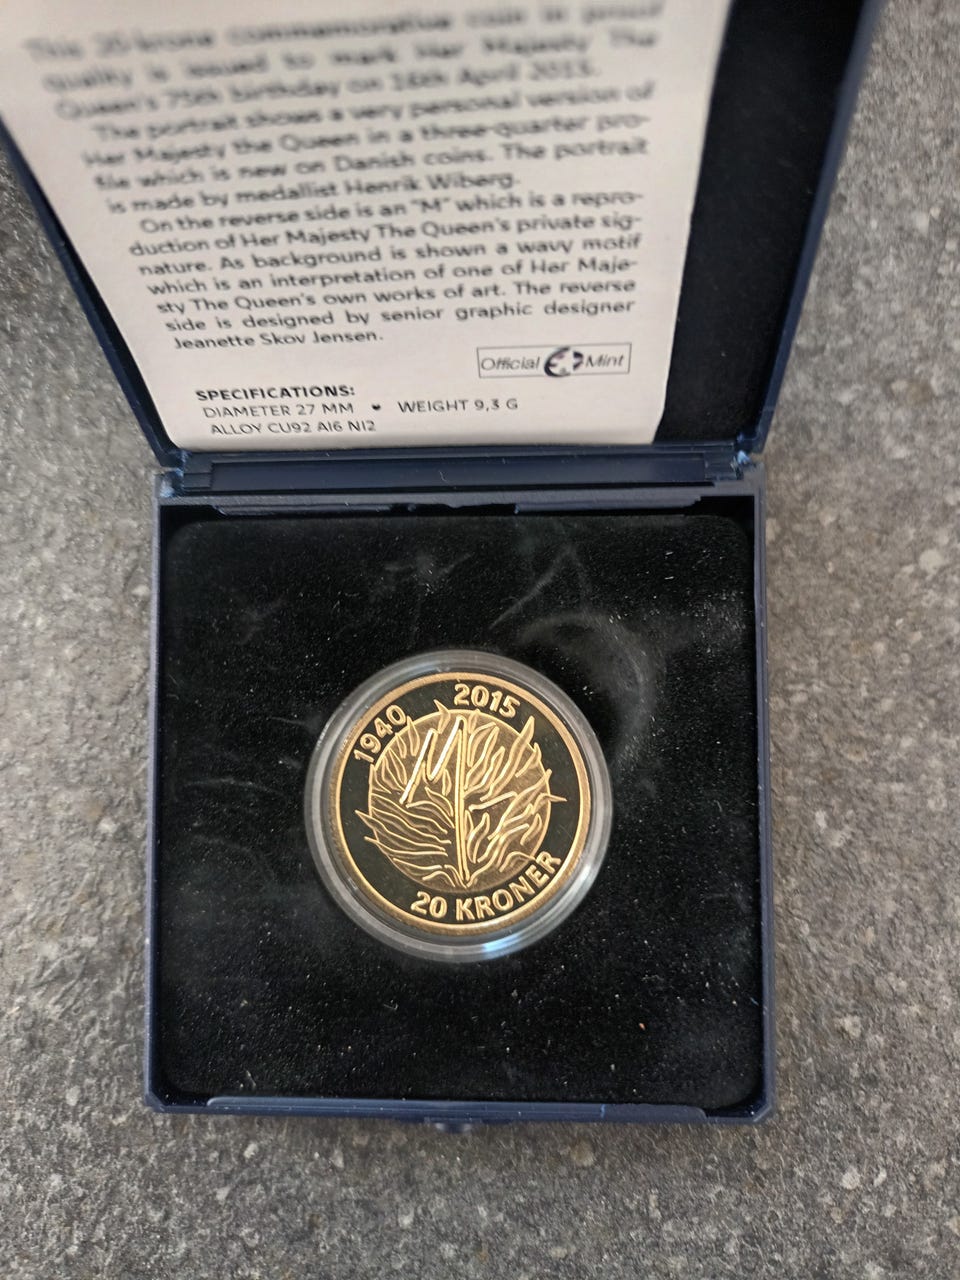 This 20-krone commemorative coin in proof
quality is issued to mark Her Majesty The
Queen's 75th birthday on 16th April 2015.
The portrait shows a very personal version of
Her Majesty the Queen in a three-quarter pro-
file which is new on Danish coins. The portrait
is made by medallist Henrik Wiberg.
On the reverse side is an "M" which is a repro-
duction of Her Majesty The Queen's private sig-
nature. As background is shown a wavy motif
which is an interpretation of one of Her Maje-
sty The Queen's own works of art. The reverse
side is designed by senior graphic designer
Jeanette Skov Jensen.
Official Mint
SPECIFICATIONS:
DIAMETER 27 MM • WEIGHT 9,3 G
ALLOY CU92 Al6 NI2
1940 2015
M
20 KRONER